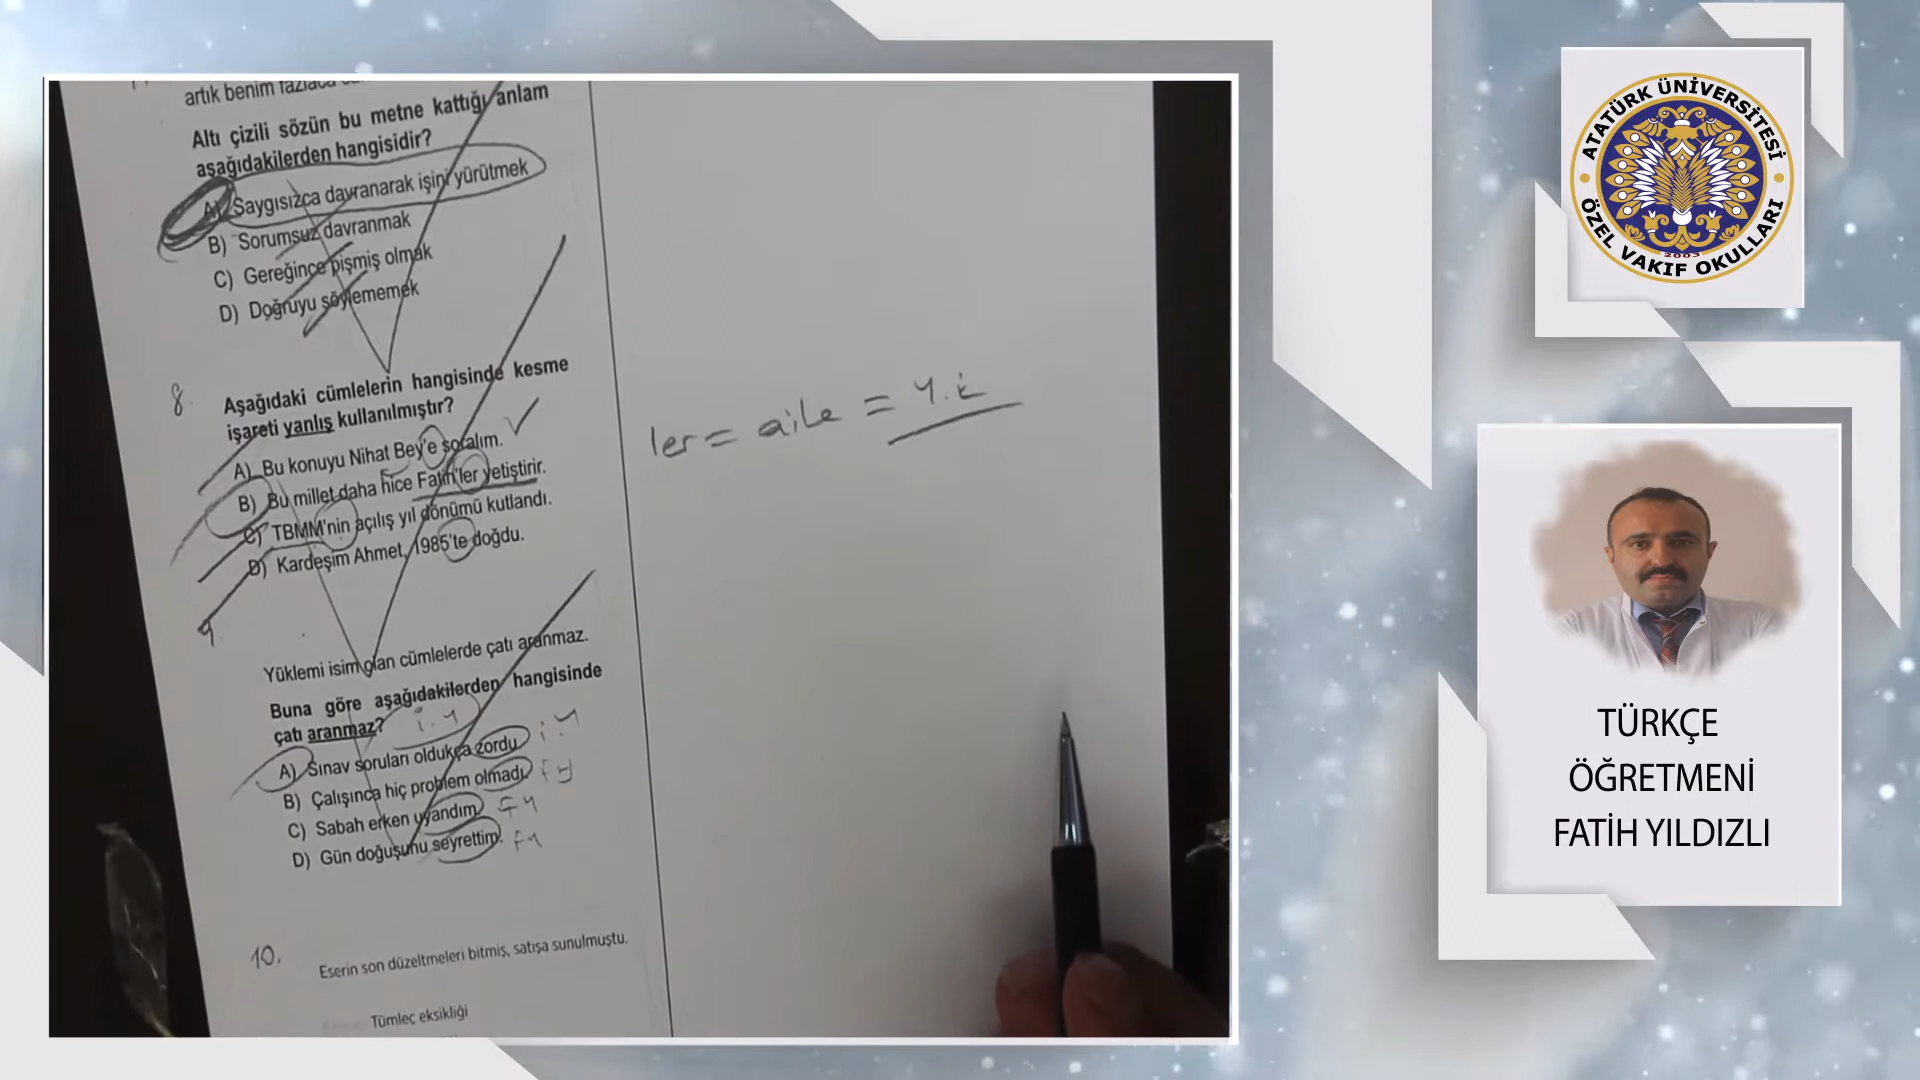 artık benim fazlaca
Altı çizili sözün bu metne kattığı anlam
aşağıdakilerden hangisidir?
A) Saygısızca davranarak işini yürütmek
B) Sorumsuz davranmak
C) Gereğince pişmiş olmak
D) Doğruyu söylememek
8.
Aşağıdaki cümlelerin hangisinde kesme
işareti yanlış kullanılmıştır?
A) Bu konuyu Nihat Bey'e soralım.
B) Bu millet daha nice Fatih'ler yetiştirir.
C) TBMM'nin açılış yıl dönümü kutlandı.
D) Kardeşim Ahmet, 1985'te doğdu.
9.
Yüklemi isim olan cümlelerde çatı aranmaz.
Buna göre aşağıdakilerden hangisinde
çatı aranmaz? i.y
A) Sınav soruları oldukça zordu. i.y
B) Çalışınca hiç problem olmadı. fy
C) Sabah erken uyandım. fy
D) Gün doğuşunu seyrettim. fy
10.
Eserin son düzeltmeleri bitmiş, satışa sunulmuştu.
Tümleç eksikliği
ler = aile = Y.E
ATATÜRK ÜNİVERSİTESİ
ÖZEL VAKIF OKULLARI
2003
TÜRKÇE
ÖĞRETMENİ
FATİH YILDIZLI